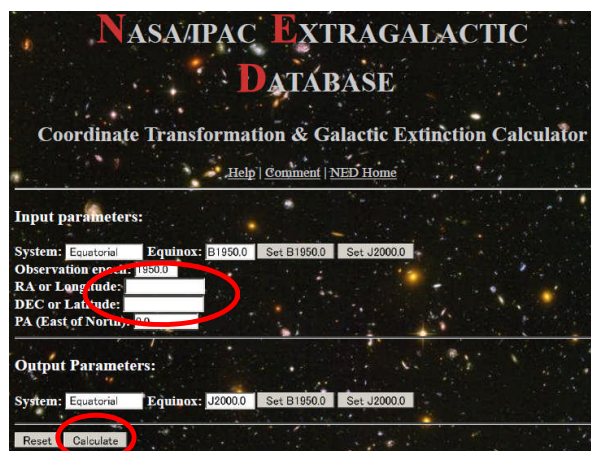 NASA/IPAC EXTRAGALACTIC
DATABASE
Coordinate Transformation & Galactic Extinction Calculator
Help | Comment | NED Home
Input parameters:
System: Equatorial Equinox: B1950.0 Set B1950.0 Set J2000.0
Observation epoch: 1950.0
RA or Longitude:
DEC or Latitude:
PA (East of North): 0.0
Output Parameters:
System: Equatorial Equinox: J2000.0 Set B1950.0 Set J2000.0
Reset Calculate